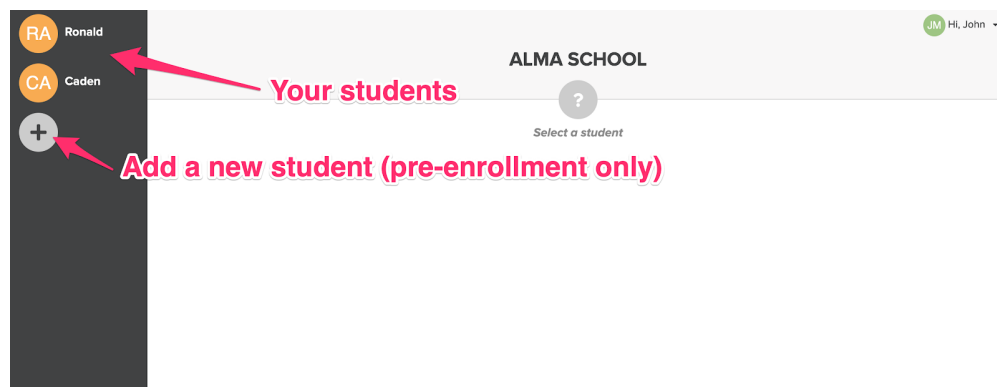 RA Ronald
JM Hi, John
ALMA SCHOOL
CA Caden
Your students
?
Select a student
+
Add a new student (pre-enrollment only)